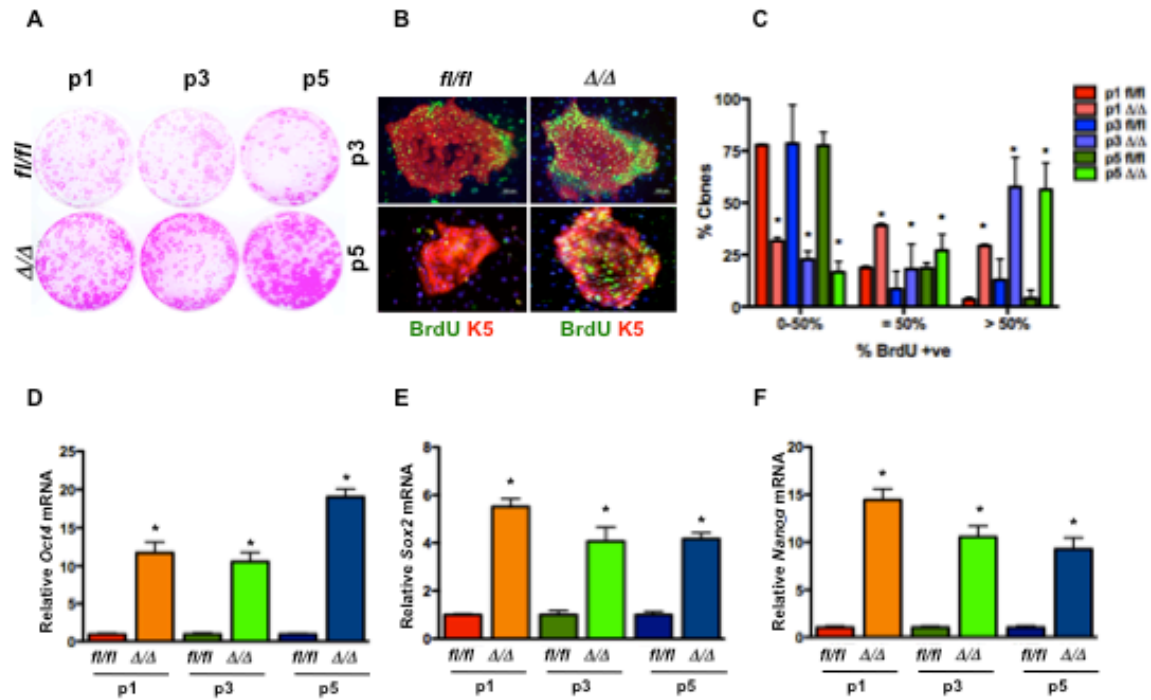 A
p1 p3 p5
fl/fl
Δ/Δ
B
fl/fl Δ/Δ
p3
p5
BrdU K5 BrdU K5
C
% Clones
100
75
50
25
0
0-50% = 50% > 50%
% BrdU +ve
p1 fl/fl
p1 Δ/Δ
p3 fl/fl
p3 Δ/Δ
p5 fl/fl
p5 Δ/Δ
* * * * * * * * *
D
Relative Oct4 mRNA
25
20
15
10
5
0
* * *
fl/fl Δ/Δ fl/fl Δ/Δ fl/fl Δ/Δ
p1 p3 p5
E
Relative Sox2 mRNA
8
6
4
2
0
* * *
fl/fl Δ/Δ fl/fl Δ/Δ fl/fl Δ/Δ
p1 p3 p5
F
Relative Nanog mRNA
20
15
10
5
0
* * *
fl/fl Δ/Δ fl/fl Δ/Δ fl/fl Δ/Δ
p1 p3 p5